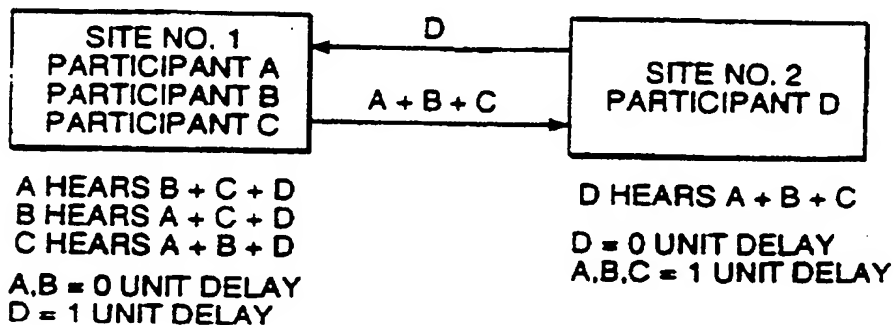 SITE NO. 1
PARTICIPANT A
PARTICIPANT B
PARTICIPANT C
D
A + B + C
SITE NO. 2
PARTICIPANT D
A HEARS B + C + D
B HEARS A + C + D
C HEARS A + B + D
A,B = 0 UNIT DELAY
D = 1 UNIT DELAY
D HEARS A + B + C
D = 0 UNIT DELAY
A,B,C = 1 UNIT DELAY